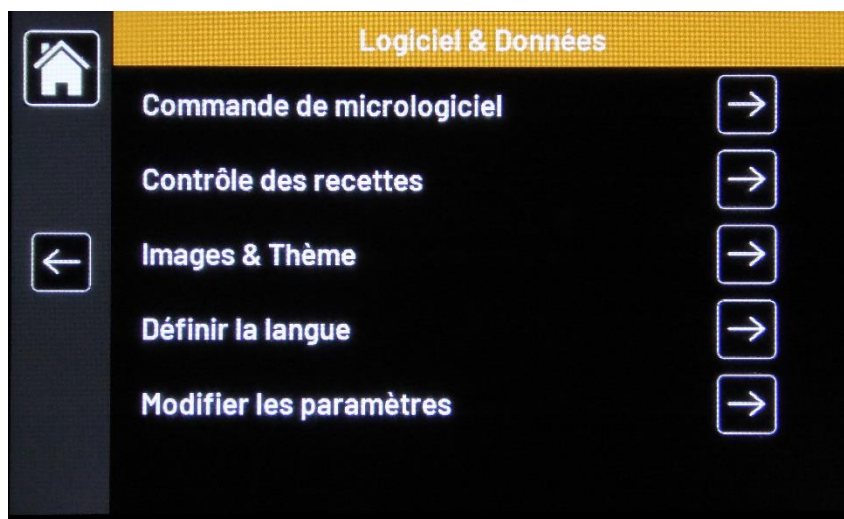 Logiciel & Données
Commande de micrologiciel
Contrôle des recettes
Images & Thème
Définir la langue
Modifier les paramètres